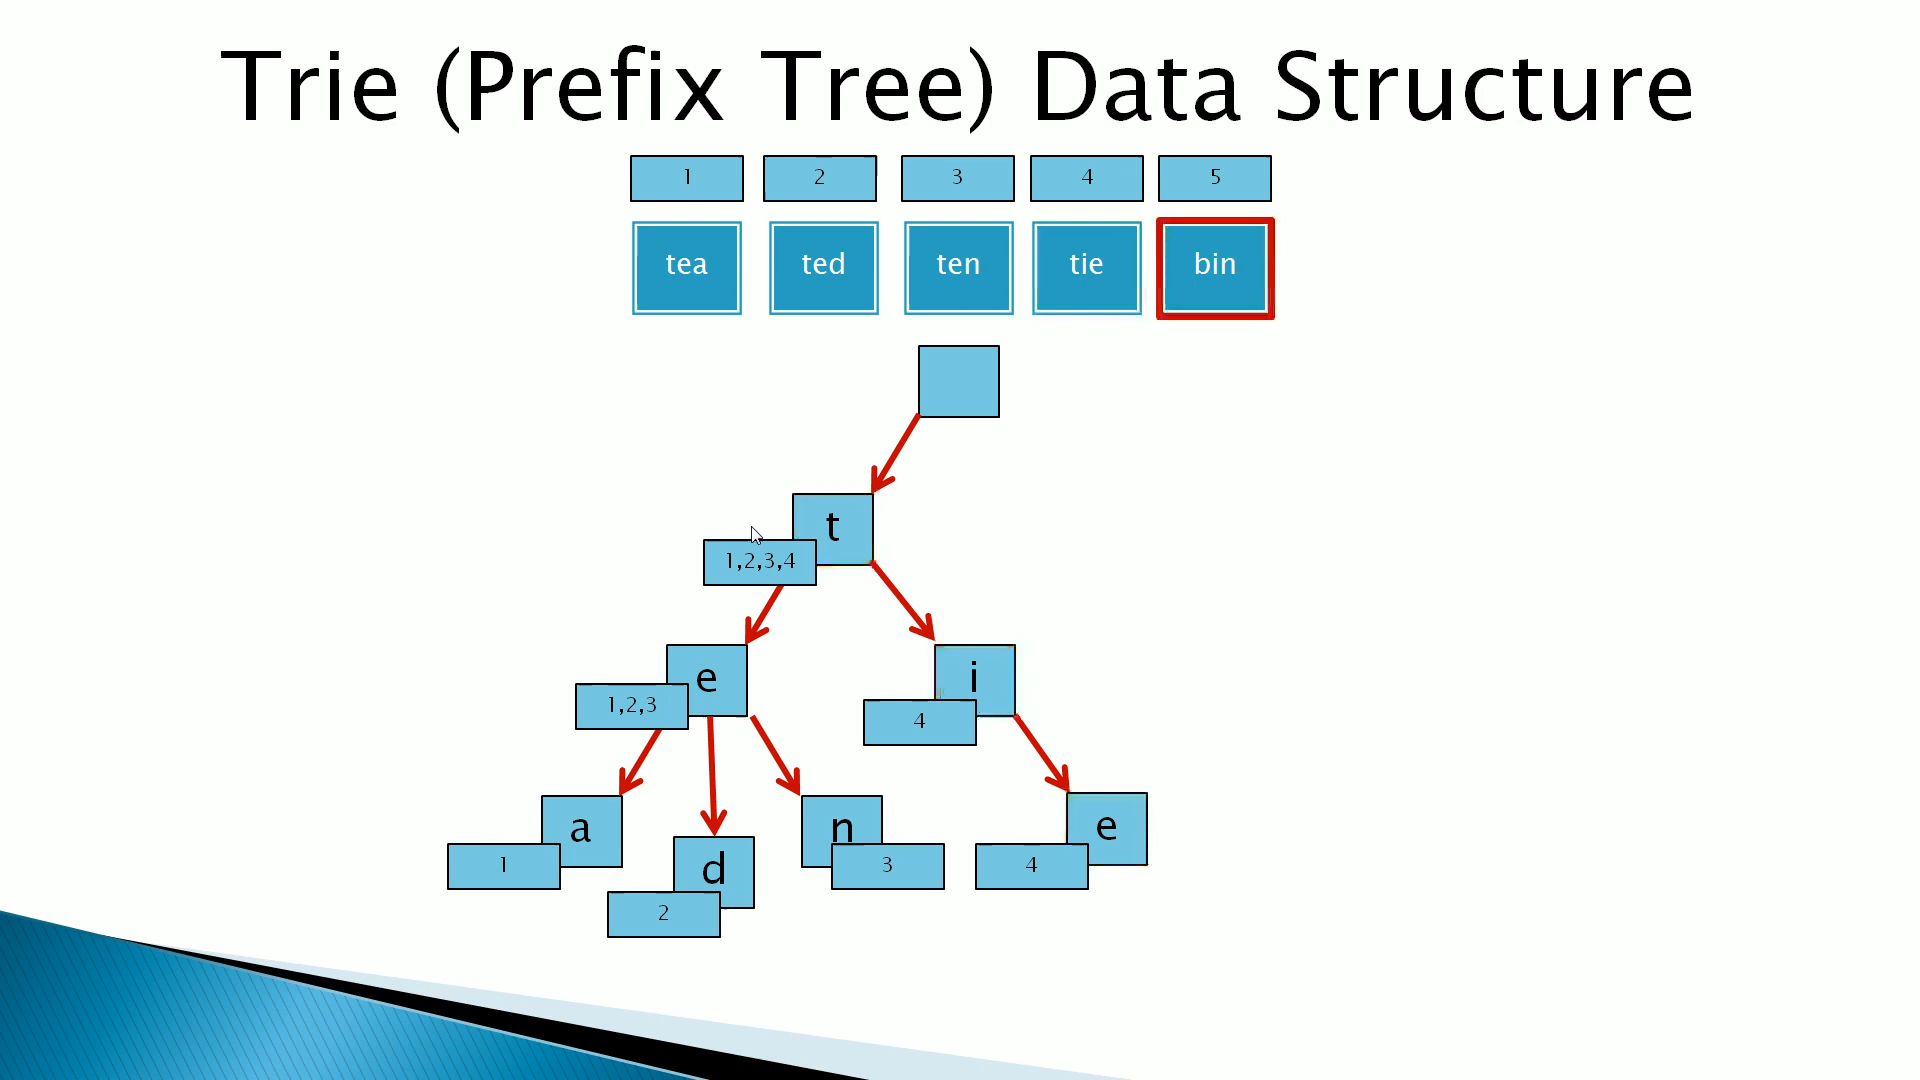 Trie (Prefix Tree) Data Structure
1 2 3 4 5
tea ted ten tie bin
t
1,2,3,4
e i
1,2,3 4
a n e
1 d 3 4
2